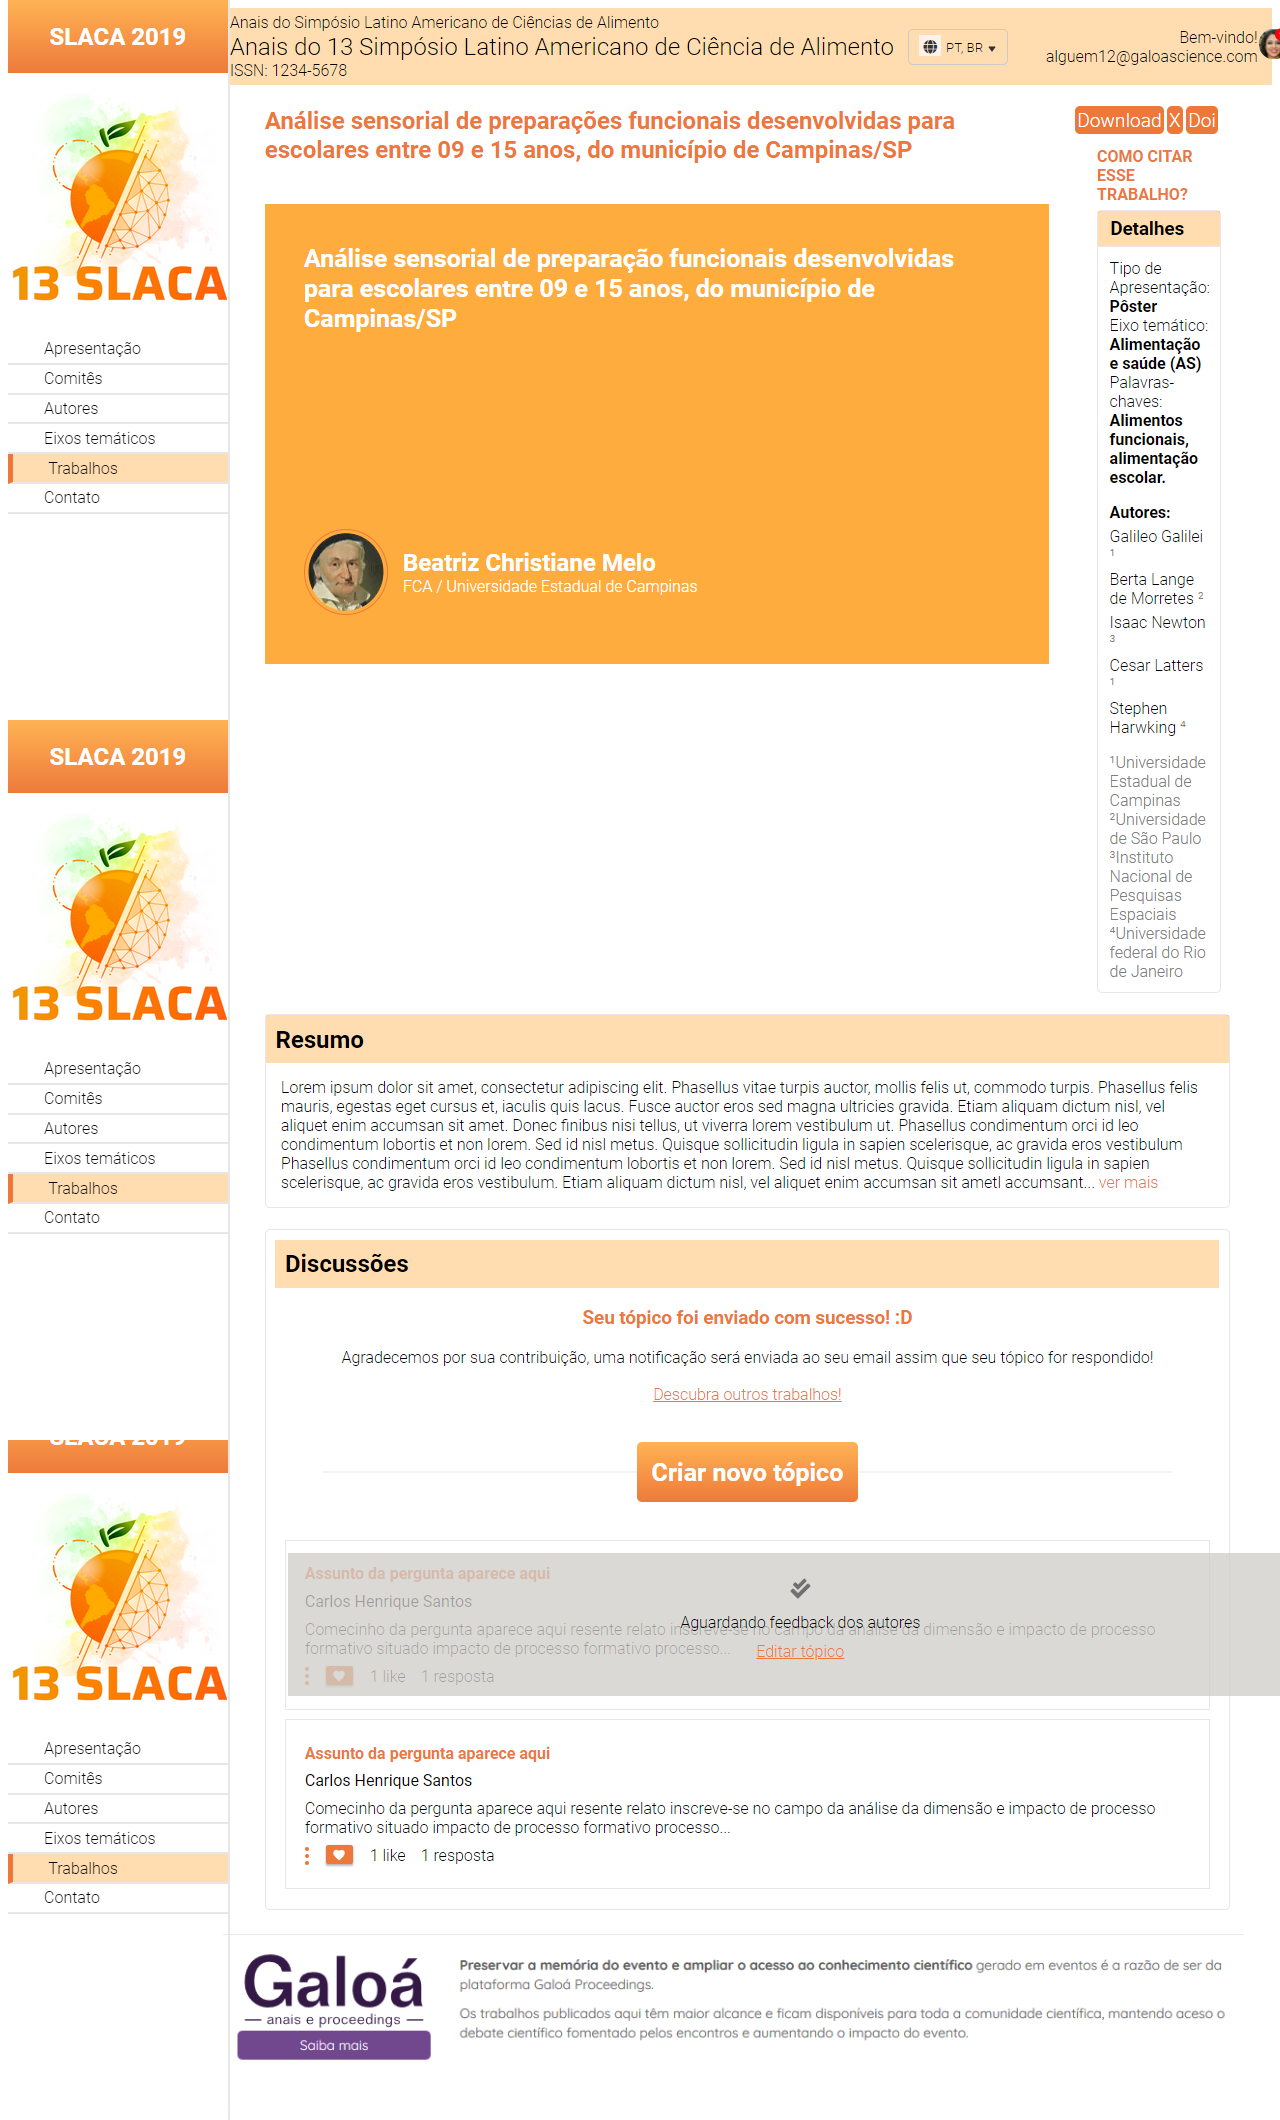 SLACA 2019
13 SLACA
Apresentação
Comitês
Autores
Eixos temáticos
Trabalhos
Contato
Anais do Simpósio Latino Americano de Ciências de Alimento
Anais do 13 Simpósio Latino Americano de Ciência de Alimento
ISSN: 1234-5678
PT, BR
Bem-vindo!
alguem12@galoascience.com
Análise sensorial de preparações funcionais desenvolvidas para
escolares entre 09 e 15 anos, do município de Campinas/SP
Análise sensorial de preparação funcionais desenvolvidas
para escolares entre 09 e 15 anos, do município de
Campinas/SP
Beatriz Christiane Melo
FCA / Universidade Estadual de Campinas
Download X Doi
COMO CITAR
ESSE
TRABALHO?
Detalhes
Tipo de
Apresentação:
Pôster
Eixo temático:
Alimentação
e saúde (AS)
Palavras-
chaves:
Alimentos
funcionais,
alimentação
escolar.
Autores:
Galileo Galilei
1
Berta Lange
de Morretes 2
Isaac Newton
3
Cesar Latters
1
Stephen
Harwking 4
¹Universidade
Estadual de
Campinas
²Universidade
de São Paulo
³Instituto
Nacional de
Pesquisas
Espaciais
⁴Universidade
federal do Rio
de Janeiro
SLACA 2019
13 SLACA
Apresentação
Comitês
Autores
Eixos temáticos
Trabalhos
Contato
Resumo
Lorem ipsum dolor sit amet, consectetur adipiscing elit. Phasellus vitae turpis auctor, mollis felis ut, commodo turpis. Phasellus felis
mauris, egestas eget cursus et, iaculis quis lacus. Fusce auctor eros sed magna ultricies gravida. Etiam aliquam dictum nisl, vel
aliquet enim accumsan sit amet. Donec finibus nisi tellus, ut viverra lorem vestibulum ut. Phasellus condimentum orci id leo
condimentum lobortis et non lorem. Sed id nisl metus. Quisque sollicitudin ligula in sapien scelerisque, ac gravida eros vestibulum
Phasellus condimentum orci id leo condimentum lobortis et non lorem. Sed id nisl metus. Quisque sollicitudin ligula in sapien
scelerisque, ac gravida eros vestibulum. Etiam aliquam dictum nisl, vel aliquet enim accumsan sit ametl accumsant... ver mais
Discussões
Seu tópico foi enviado com sucesso! :D
Agradecemos por sua contribuição, uma notificação será enviada ao seu email assim que seu tópico for respondido!
Descubra outros trabalhos!
Criar novo tópico
SLACA 2019
13 SLACA
Apresentação
Comitês
Autores
Eixos temáticos
Trabalhos
Contato
Assunto da pergunta aparece aqui
Carlos Henrique Santos
Aguardando feedback dos autores
Comecinho da pergunta aparece aqui resente relato inscreve-se no campo da análise da dimensão e impacto de processo
formativo situado impacto de processo formativo processo...
Editar tópico
1 like 1 resposta
Assunto da pergunta aparece aqui
Carlos Henrique Santos
Comecinho da pergunta aparece aqui resente relato inscreve-se no campo da análise da dimensão e impacto de processo
formativo situado impacto de processo formativo processo...
1 like 1 resposta
Galoá
anais e proceedings
Saiba mais
Preservar a memória do evento e ampliar o acesso ao conhecimento científico gerado em eventos é a razão de ser da
plataforma Galoá Proceedings.
Os trabalhos publicados aqui têm maior alcance e ficam disponíveis para toda a comunidade científica, mantendo aceso o
debate científico fomentado pelos encontros e aumentando o impacto do evento.